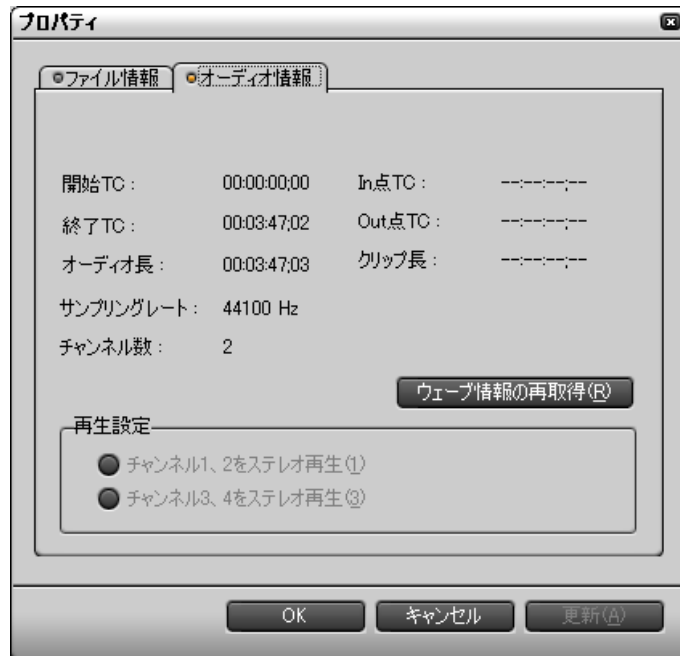 プロパティ
ファイル情報 オーディオ情報
開始TC： 00:00:00;00 In点TC： --:--:--;--
終了TC： 00:03:47;02 Out点TC： --:--:--;--
オーディオ長： 00:03:47;03 クリップ長： --:--:--;--
サンプリングレート： 44100 Hz
チャンネル数： 2
ウェーブ情報の再取得(R)
再生設定
チャンネル1、2をステレオ再生(1)
チャンネル3、4をステレオ再生(3)
OK キャンセル 更新(A)